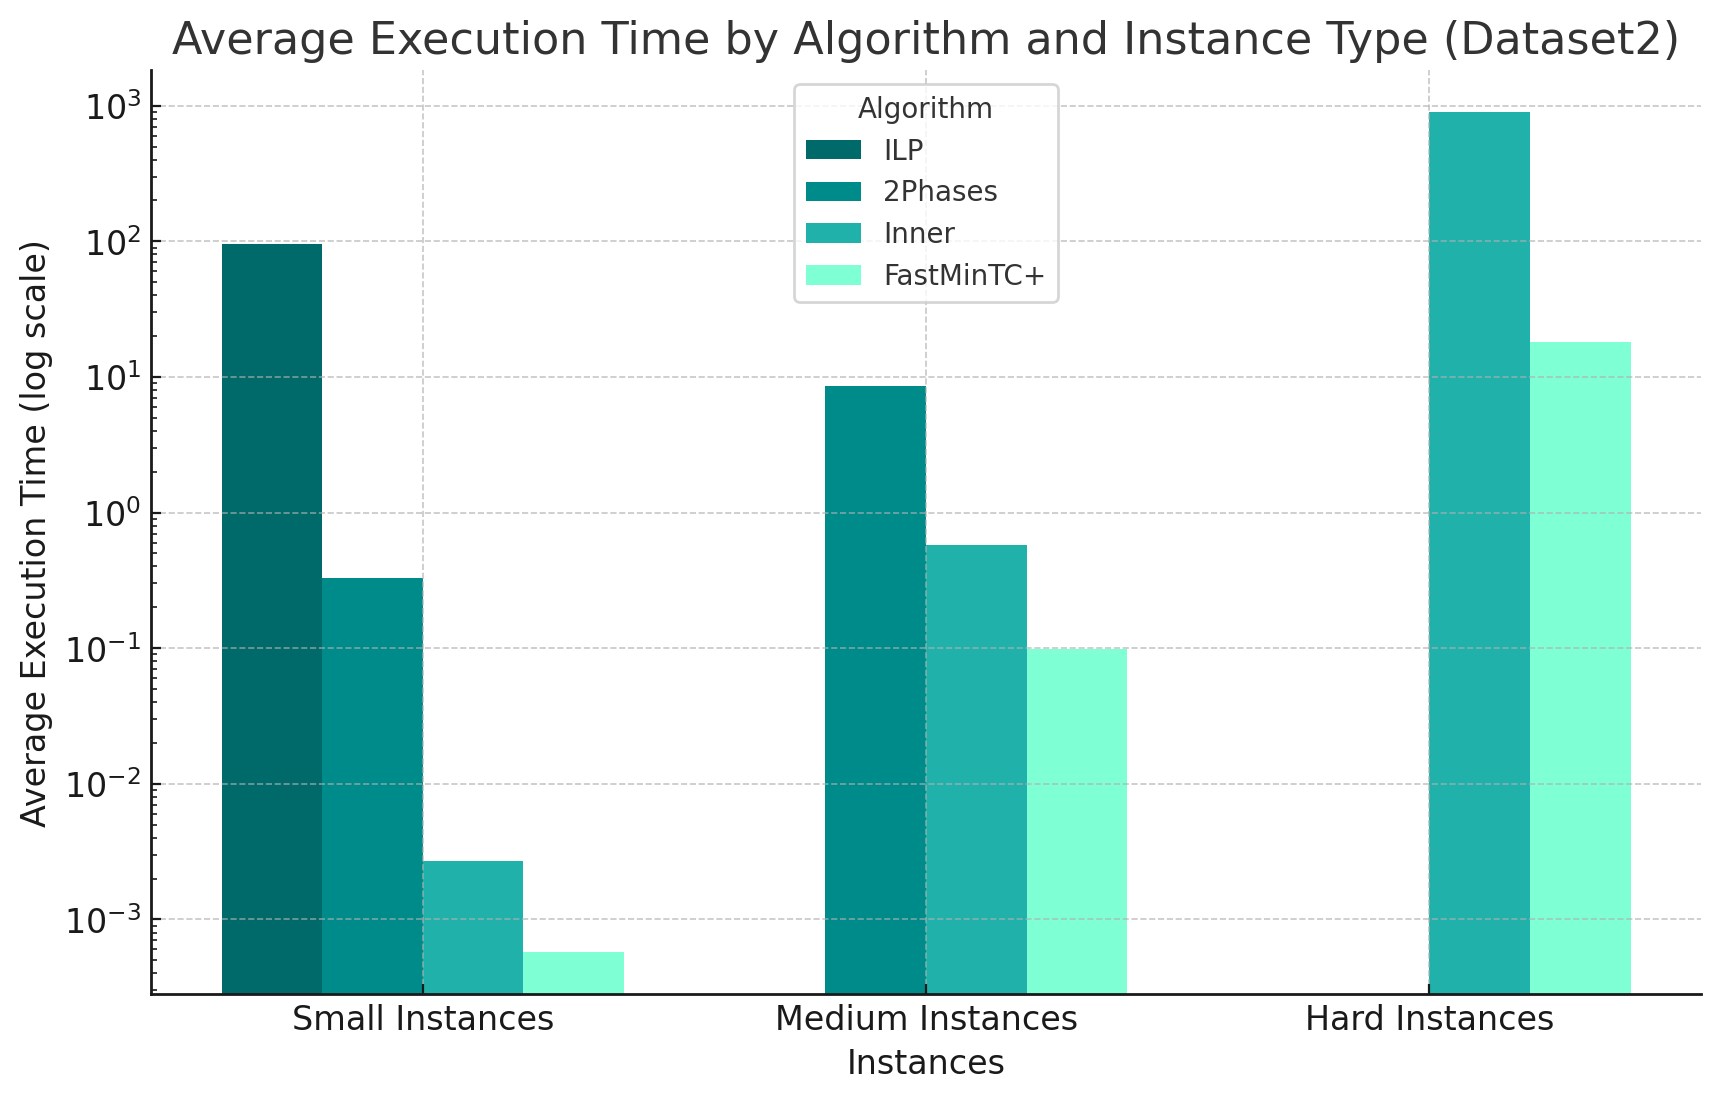 Average Execution Time by Algorithm and Instance Type (Dataset2)
Average Execution Time (log scale)
10³
10²
10¹
10⁰
10⁻¹
10⁻²
10⁻³
Algorithm
ILP
2Phases
Inner
FastMinTC+
Small Instances
Medium Instances
Hard Instances
Instances